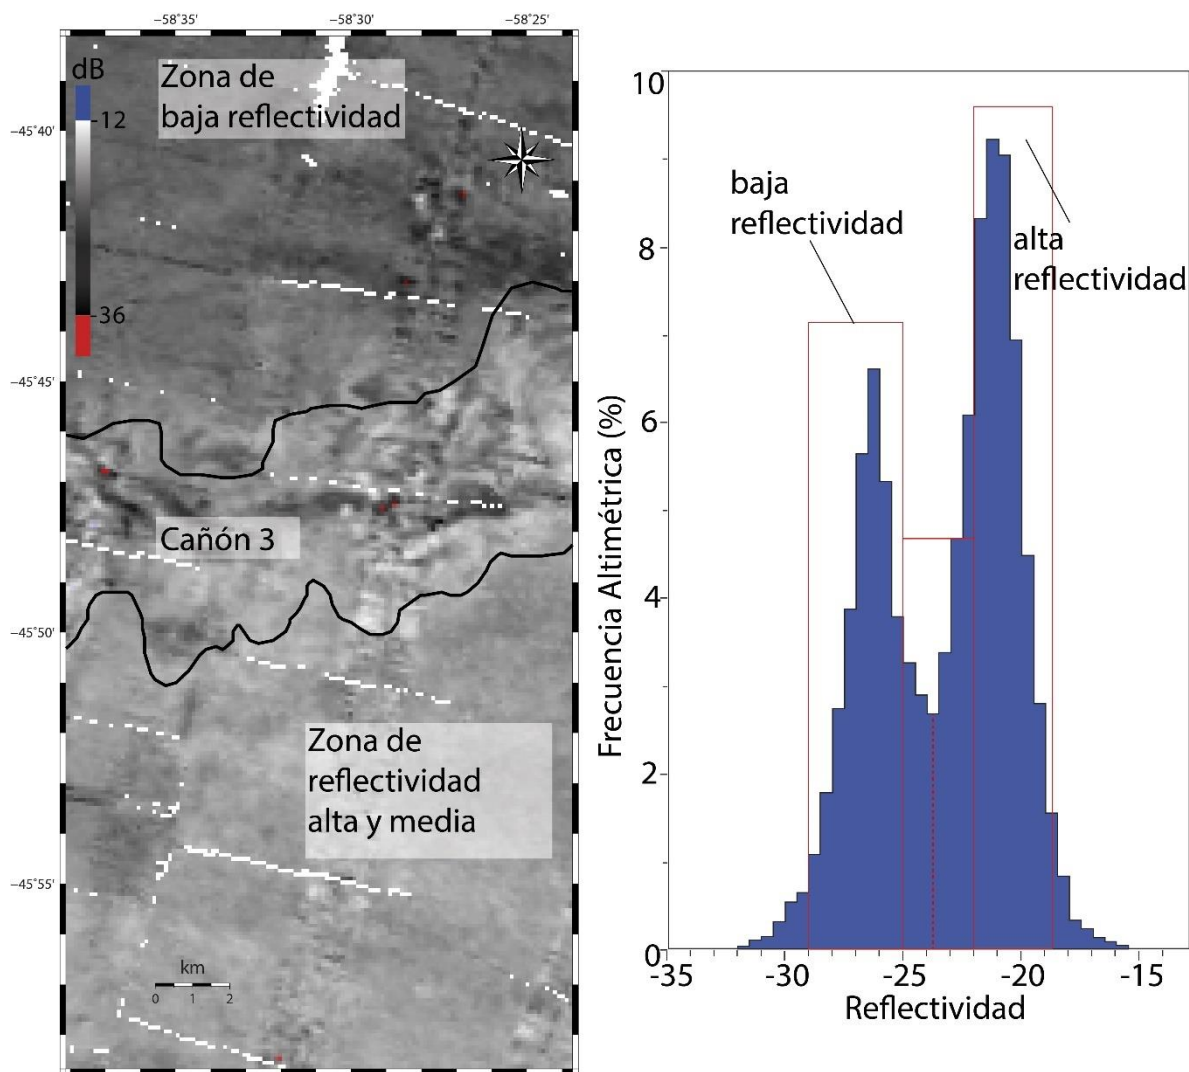 −58˚35' −58˚30' −58˚25'
dB
-12
-36
Zona de
baja reflectividad
−45˚40'
−45˚45'
Cañón 3
−45˚50'
Zona de
reflectividad
alta y media
−45˚55'
km
0 1 2
Frecuencia Altimétrica (%)
10
8
6
4
2
0
baja
reflectividad
alta
reflectividad
-35 -30 -25 -20 -15
Reflectividad